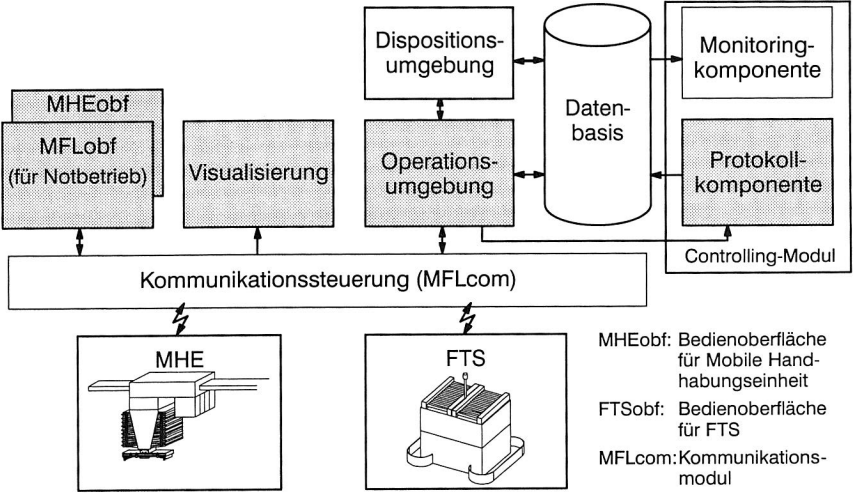 Dispositions-
umgebung
Daten-
basis
Monitoring-
komponente
MHEobf
MFLobf
(für Notbetrieb)
Visualisierung
Operations-
umgebung
Protokoll-
komponente
Controlling-Modul
Kommunikationssteuerung (MFLcom)
MHE
FTS
MHEobf: Bedienoberfläche
für Mobile Hand-
habungseinheit
FTSobf: Bedienoberfläche
für FTS
MFLcom: Kommunikations-
modul